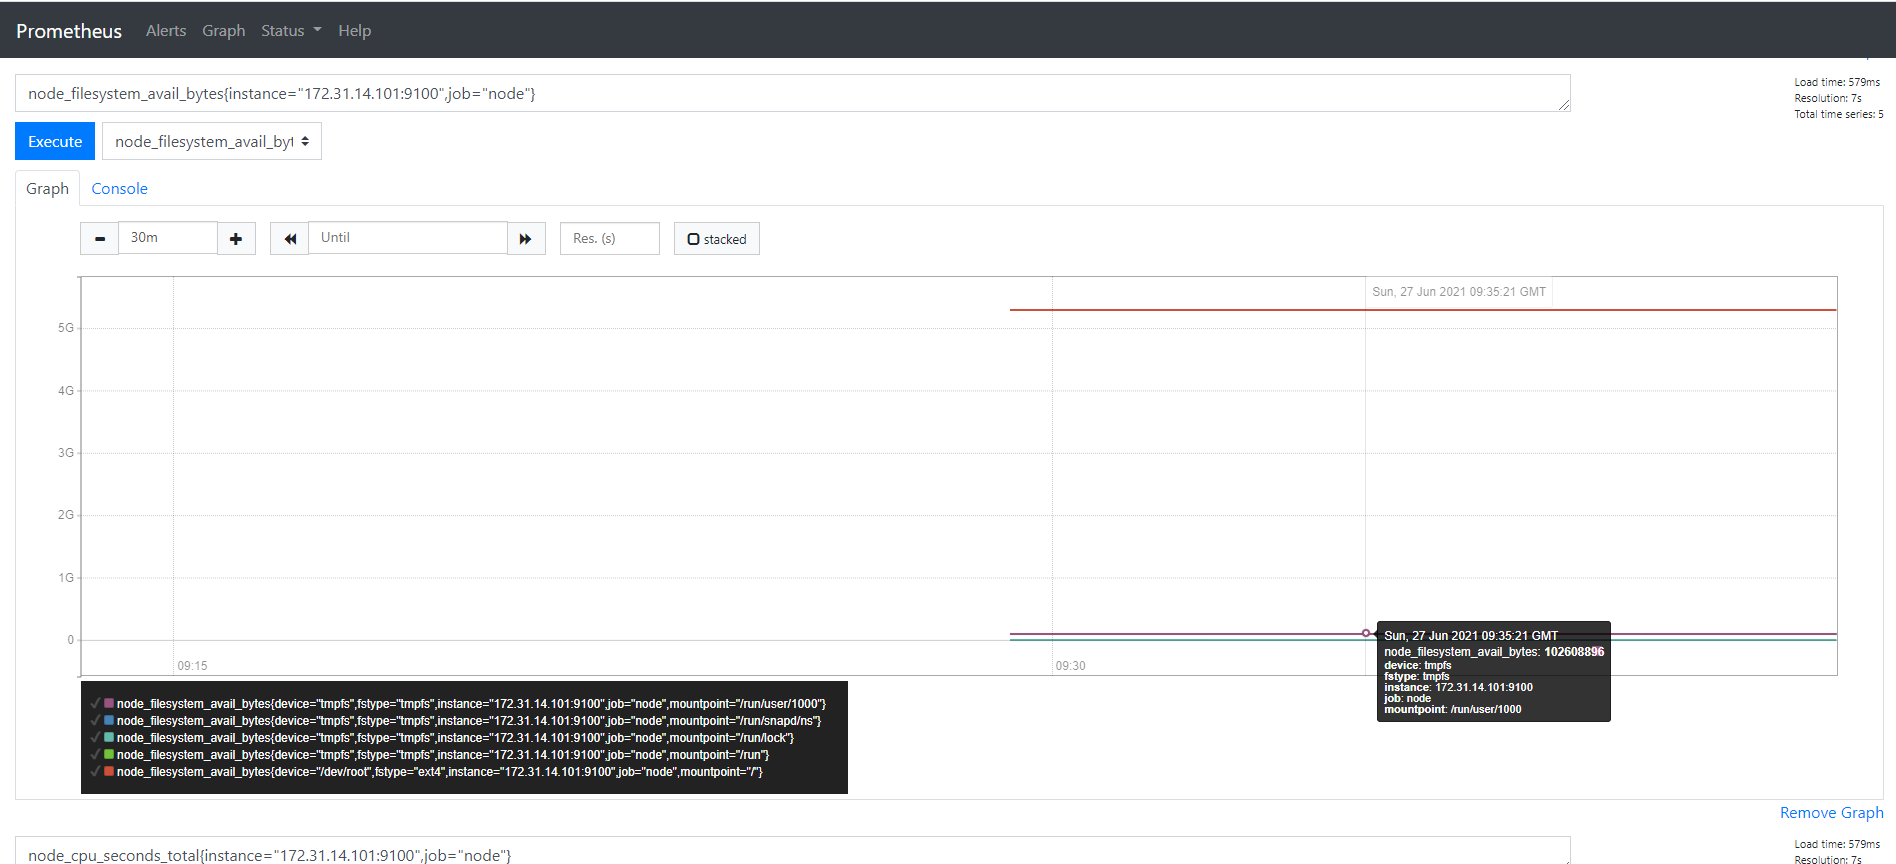 Prometheus Alerts Graph Status Help
node_filesystem_avail_bytes{instance="172.31.14.101:9100",job="node"}
Load time: 579ms
Resolution: 7s
Total time series: 5
Execute node_filesystem_avail_byt
Graph Console
30m Until Res. (s) stacked
Sun, 27 Jun 2021 09:35:21 GMT
5G
4G
3G
2G
1G
0
09:15 09:30
Sun, 27 Jun 2021 09:35:21 GMT
node_filesystem_avail_bytes: 102608896
device: tmpfs
fstype: tmpfs
instance: 172.31.14.101:9100
job: node
mountpoint: /run/user/1000
node_filesystem_avail_bytes{device="tmpfs",fstype="tmpfs",instance="172.31.14.101:9100",job="node",mountpoint="/run/user/1000"}
node_filesystem_avail_bytes{device="tmpfs",fstype="tmpfs",instance="172.31.14.101:9100",job="node",mountpoint="/run/snapd/ns"}
node_filesystem_avail_bytes{device="tmpfs",fstype="tmpfs",instance="172.31.14.101:9100",job="node",mountpoint="/run/lock"}
node_filesystem_avail_bytes{device="tmpfs",fstype="tmpfs",instance="172.31.14.101:9100",job="node",mountpoint="/run"}
node_filesystem_avail_bytes{device="/dev/root",fstype="ext4",instance="172.31.14.101:9100",job="node",mountpoint="/"}
Remove Graph
node_cpu_seconds_total{instance="172.31.14.101:9100",job="node"}
Load time: 579ms
Resolution: 7s